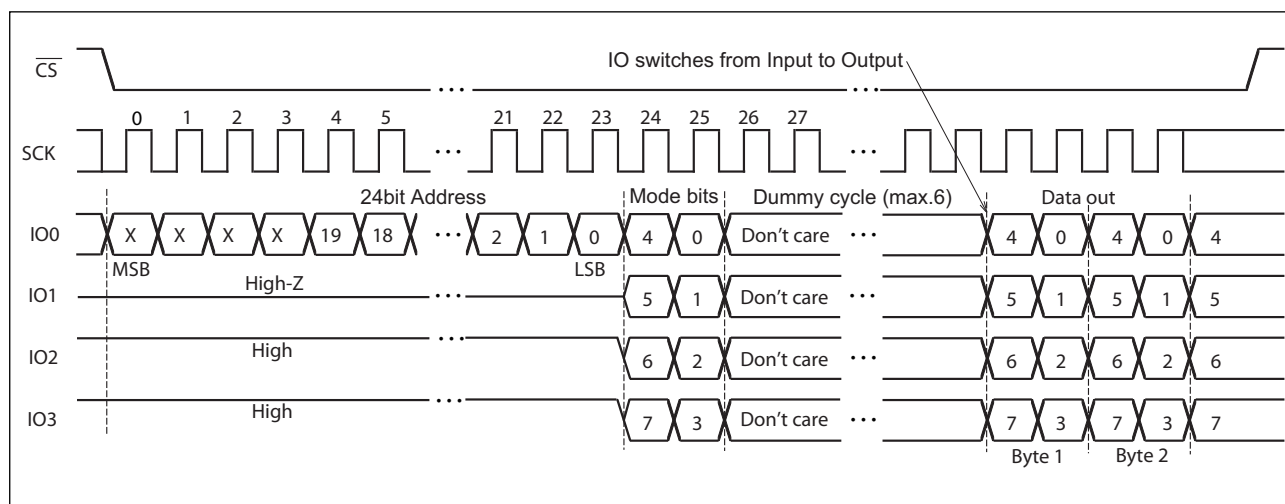 IO switches from Input to Output
CS
0 1 2 3 4 5 21 22 23 24 25 26 27
SCK
24bit Address Mode bits Dummy cycle (max.6) Data out
IO0 X X X X 19 18 2 1 0 4 0 Don't care 4 0 4 0 4
MSB LSB
IO1 High-Z 5 1 Don't care 5 1 5 1 5
IO2 High 6 2 Don't care 6 2 6 2 6
IO3 High 7 3 Don't care 7 3 7 3 7
Byte 1 Byte 2